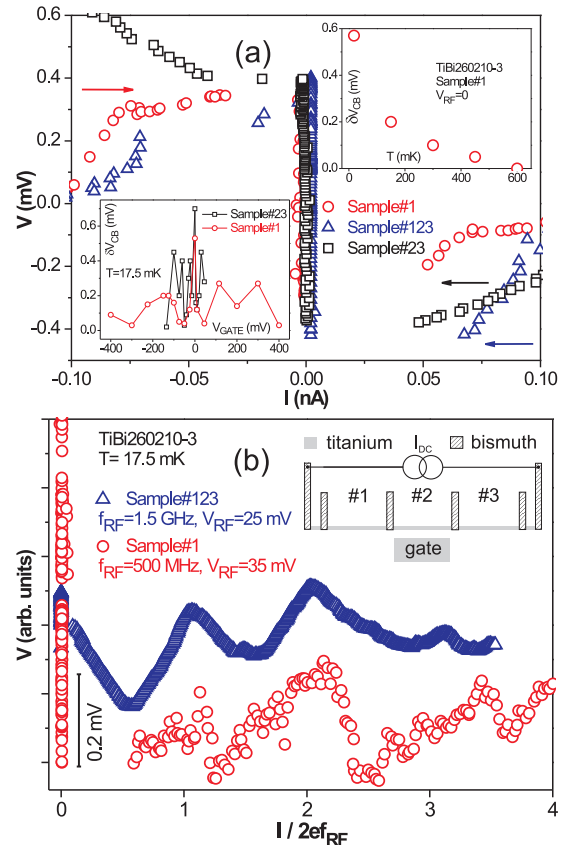 (a)
V (mV)
0.6
0.4
0.2
0.0
-0.2
-0.4
-0.10
-0.05
0.00
0.05
0.10
I (nA)
δV_CB (mV)
0.6
0.4
0.2
0.0
TiBi260210-3
Sample#1
V_RF=0
T (mK)
0
200
400
600
δV_CB (mV)
0.6
0.4
0.2
0.0
Sample#23
Sample#1
T=17.5 mK
-400
-200
0
200
400
V_GATE (mV)
Sample#1
Sample#123
Sample#23
(b)
TiBi260210-3
T= 17.5 mK
Sample#123
f_RF=1.5 GHz, V_RF=25 mV
Sample#1
f_RF=500 MHz, V_RF=35 mV
titanium
I_DC
bismuth
#1
#2
#3
gate
V (arb. units)
0.2 mV
0
1
2
3
4
I / 2ef_RF